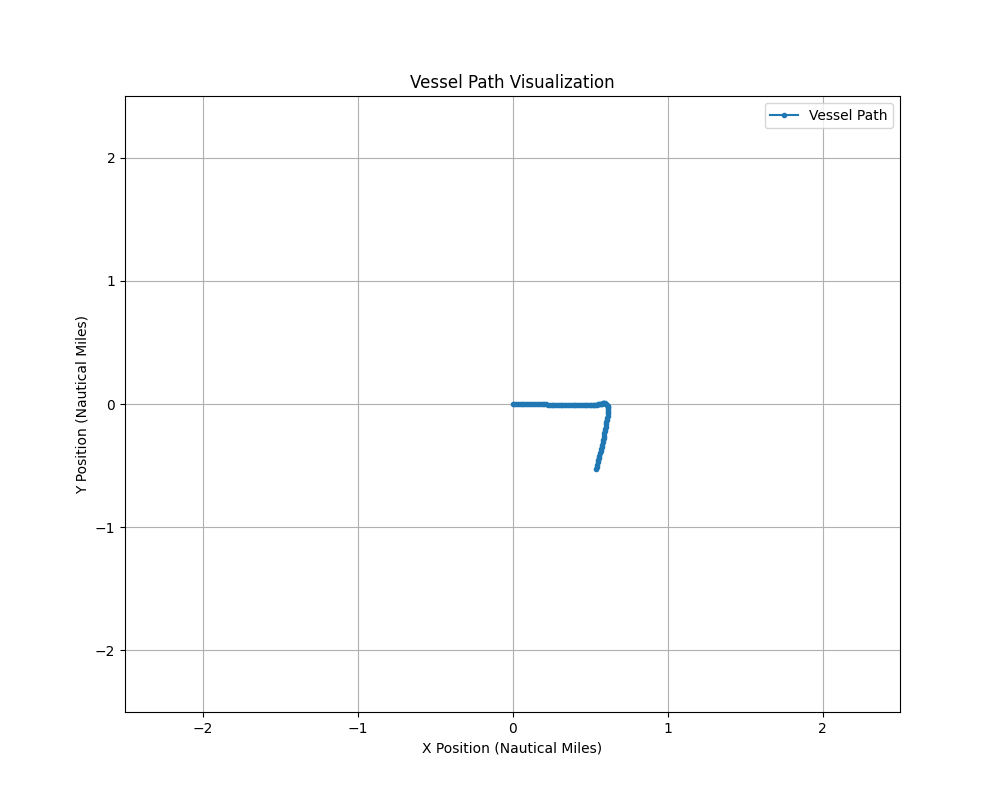 Vessel Path Visualization
Vessel Path
Y Position (Nautical Miles)
2
1
0
−1
−2
−2
−1
0
1
2
X Position (Nautical Miles)